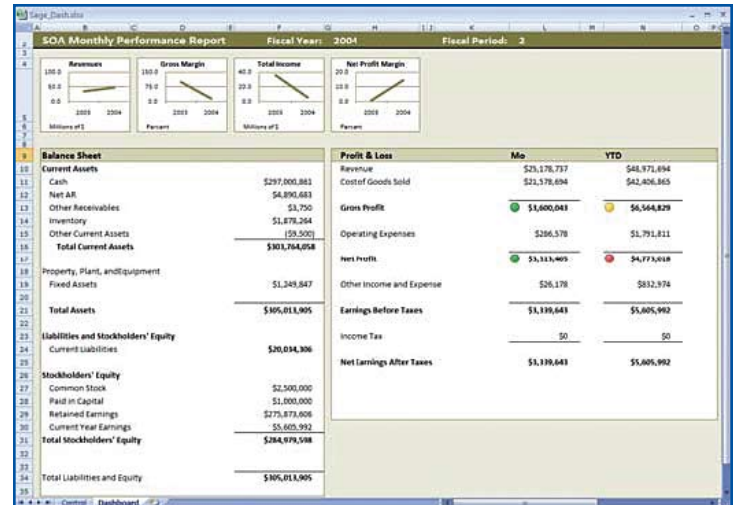 Sage_Dash.xlsx
SOA Monthly Performance Report Fiscal Year: 2004 Fiscal Period: 2
Revenues
100.0
50.0
0.0
2003 2004
Millions of $
Gross Margin
150.0
75.0
0.0
2003 2004
Percent
Total Income
40.0
20.0
0.0
2003 2004
Millions of $
Net Profit Margin
20.0
10.0
0.0
2003 2004
Percent
Balance Sheet
Current Assets
Cash $297,000,861
Net AR $4,890,683
Other Receivables $3,750
Inventory $1,878,264
Other Current Assets ($9,500)
Total Current Assets $303,764,058
Property, Plant, andEquipment
Fixed Assets $1,249,847
Total Assets $305,013,905
Liabilities and Stockholders' Equity
Current Liabilities $20,034,306
Stockholders' Equity
Common Stock $2,500,000
Paid in Capital $1,000,000
Retained Earnings $275,873,606
Current Year Earnings $5,605,992
Total Stockholders' Equity $284,979,598
Total Liabilities and Equity $305,013,905
Profit & Loss Mo YTD
Revenue $25,178,737 $48,971,694
Costof Goods Sold $21,578,694 $42,406,865
Gross Profit $3,600,043 $6,564,829
Operating Expenses $286,578 $1,791,811
Net Profit $3,313,465 $4,773,018
Other Income and Expense $26,178 $832,974
Earnings Before Taxes $3,339,643 $5,605,992
Income Tax $0 $0
Net Earnings After Taxes $3,339,643 $5,605,992
Control Dashboard